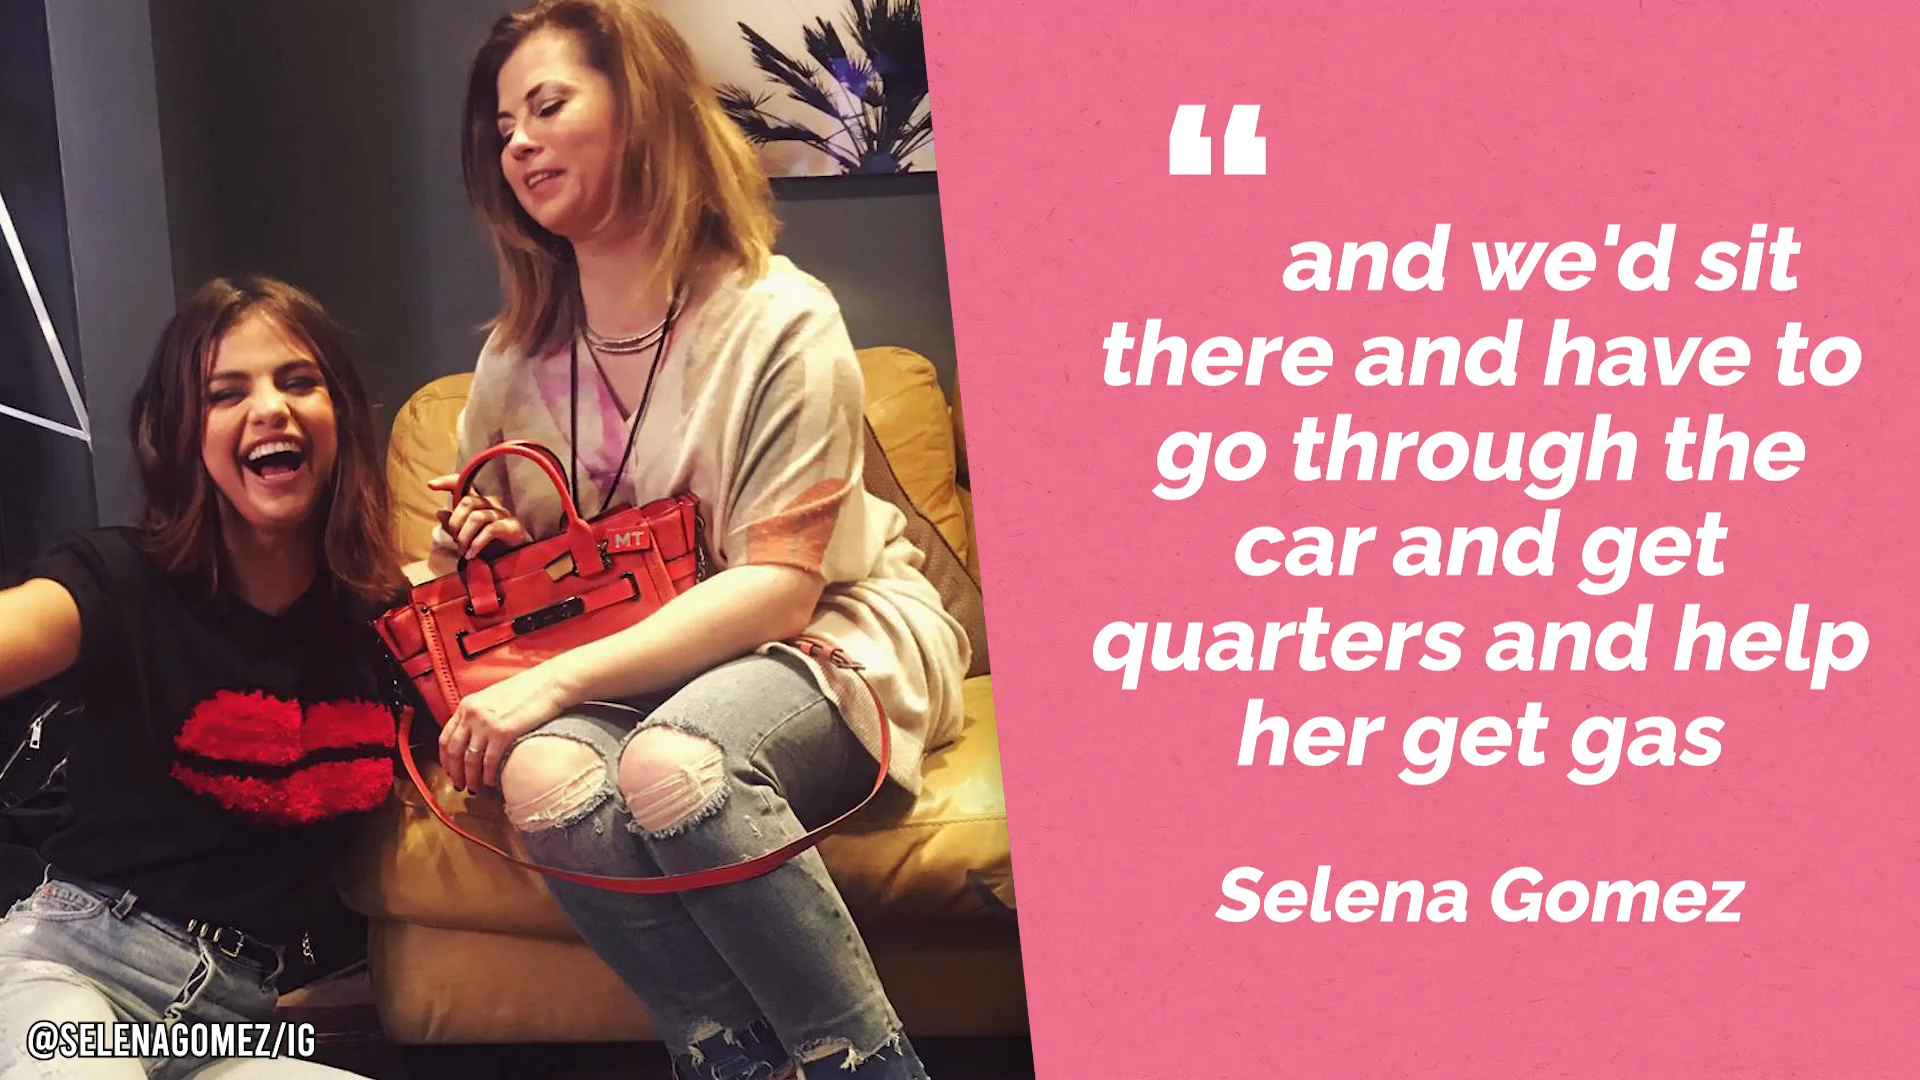 “
and we'd sit
there and have to
go through the
car and get
quarters and help
her get gas
Selena Gomez
MT
@SELENAGOMEZ/IG